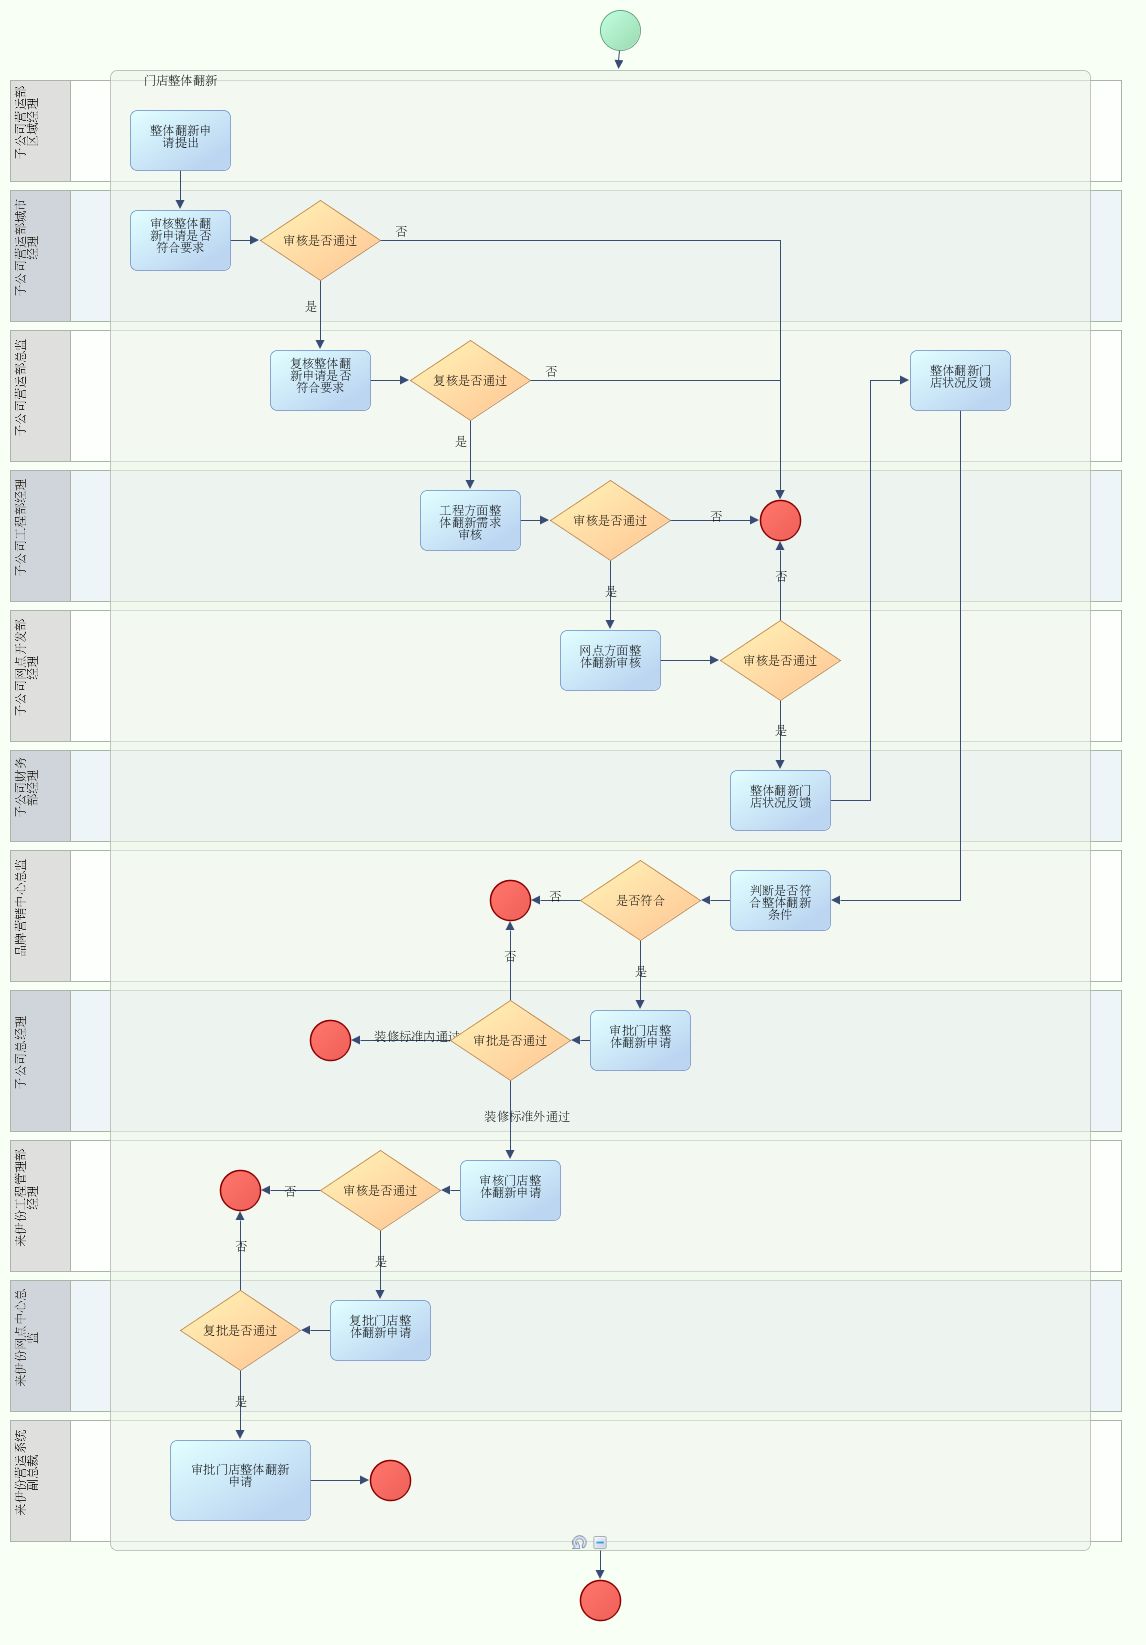 门店整体翻新
子公司营运部
区域经理
整体翻新申
请提出
子公司营运部城市
经理
审核整体翻
新申请是否
符合要求
审核是否通过
否
是
子公司营运部总监
复核整体翻
新申请是否
符合要求
复核是否通过
否
整体翻新门
店状况反馈
是
子公司工程部经理
工程方面整
体翻新需求
审核
审核是否通过
否
否
是
子公司网点开发部
经理
网点方面整
体翻新审核
审核是否通过
是
子公司财务
部经理
整体翻新门
店状况反馈
品牌营销中心总监
否
是否符合
判断是否符
合整体翻新
条件
否
是
子公司总经理
装修标准内通过
审批是否通过
审批门店整
体翻新申请
装修标准外通过
来伊份工程管理部
经理
否
审核是否通过
审核门店整
体翻新申请
否
是
来伊份网点中心总
监
复批是否通过
复批门店整
体翻新申请
是
来伊份营运系统
副总裁
审批门店整体翻新
申请